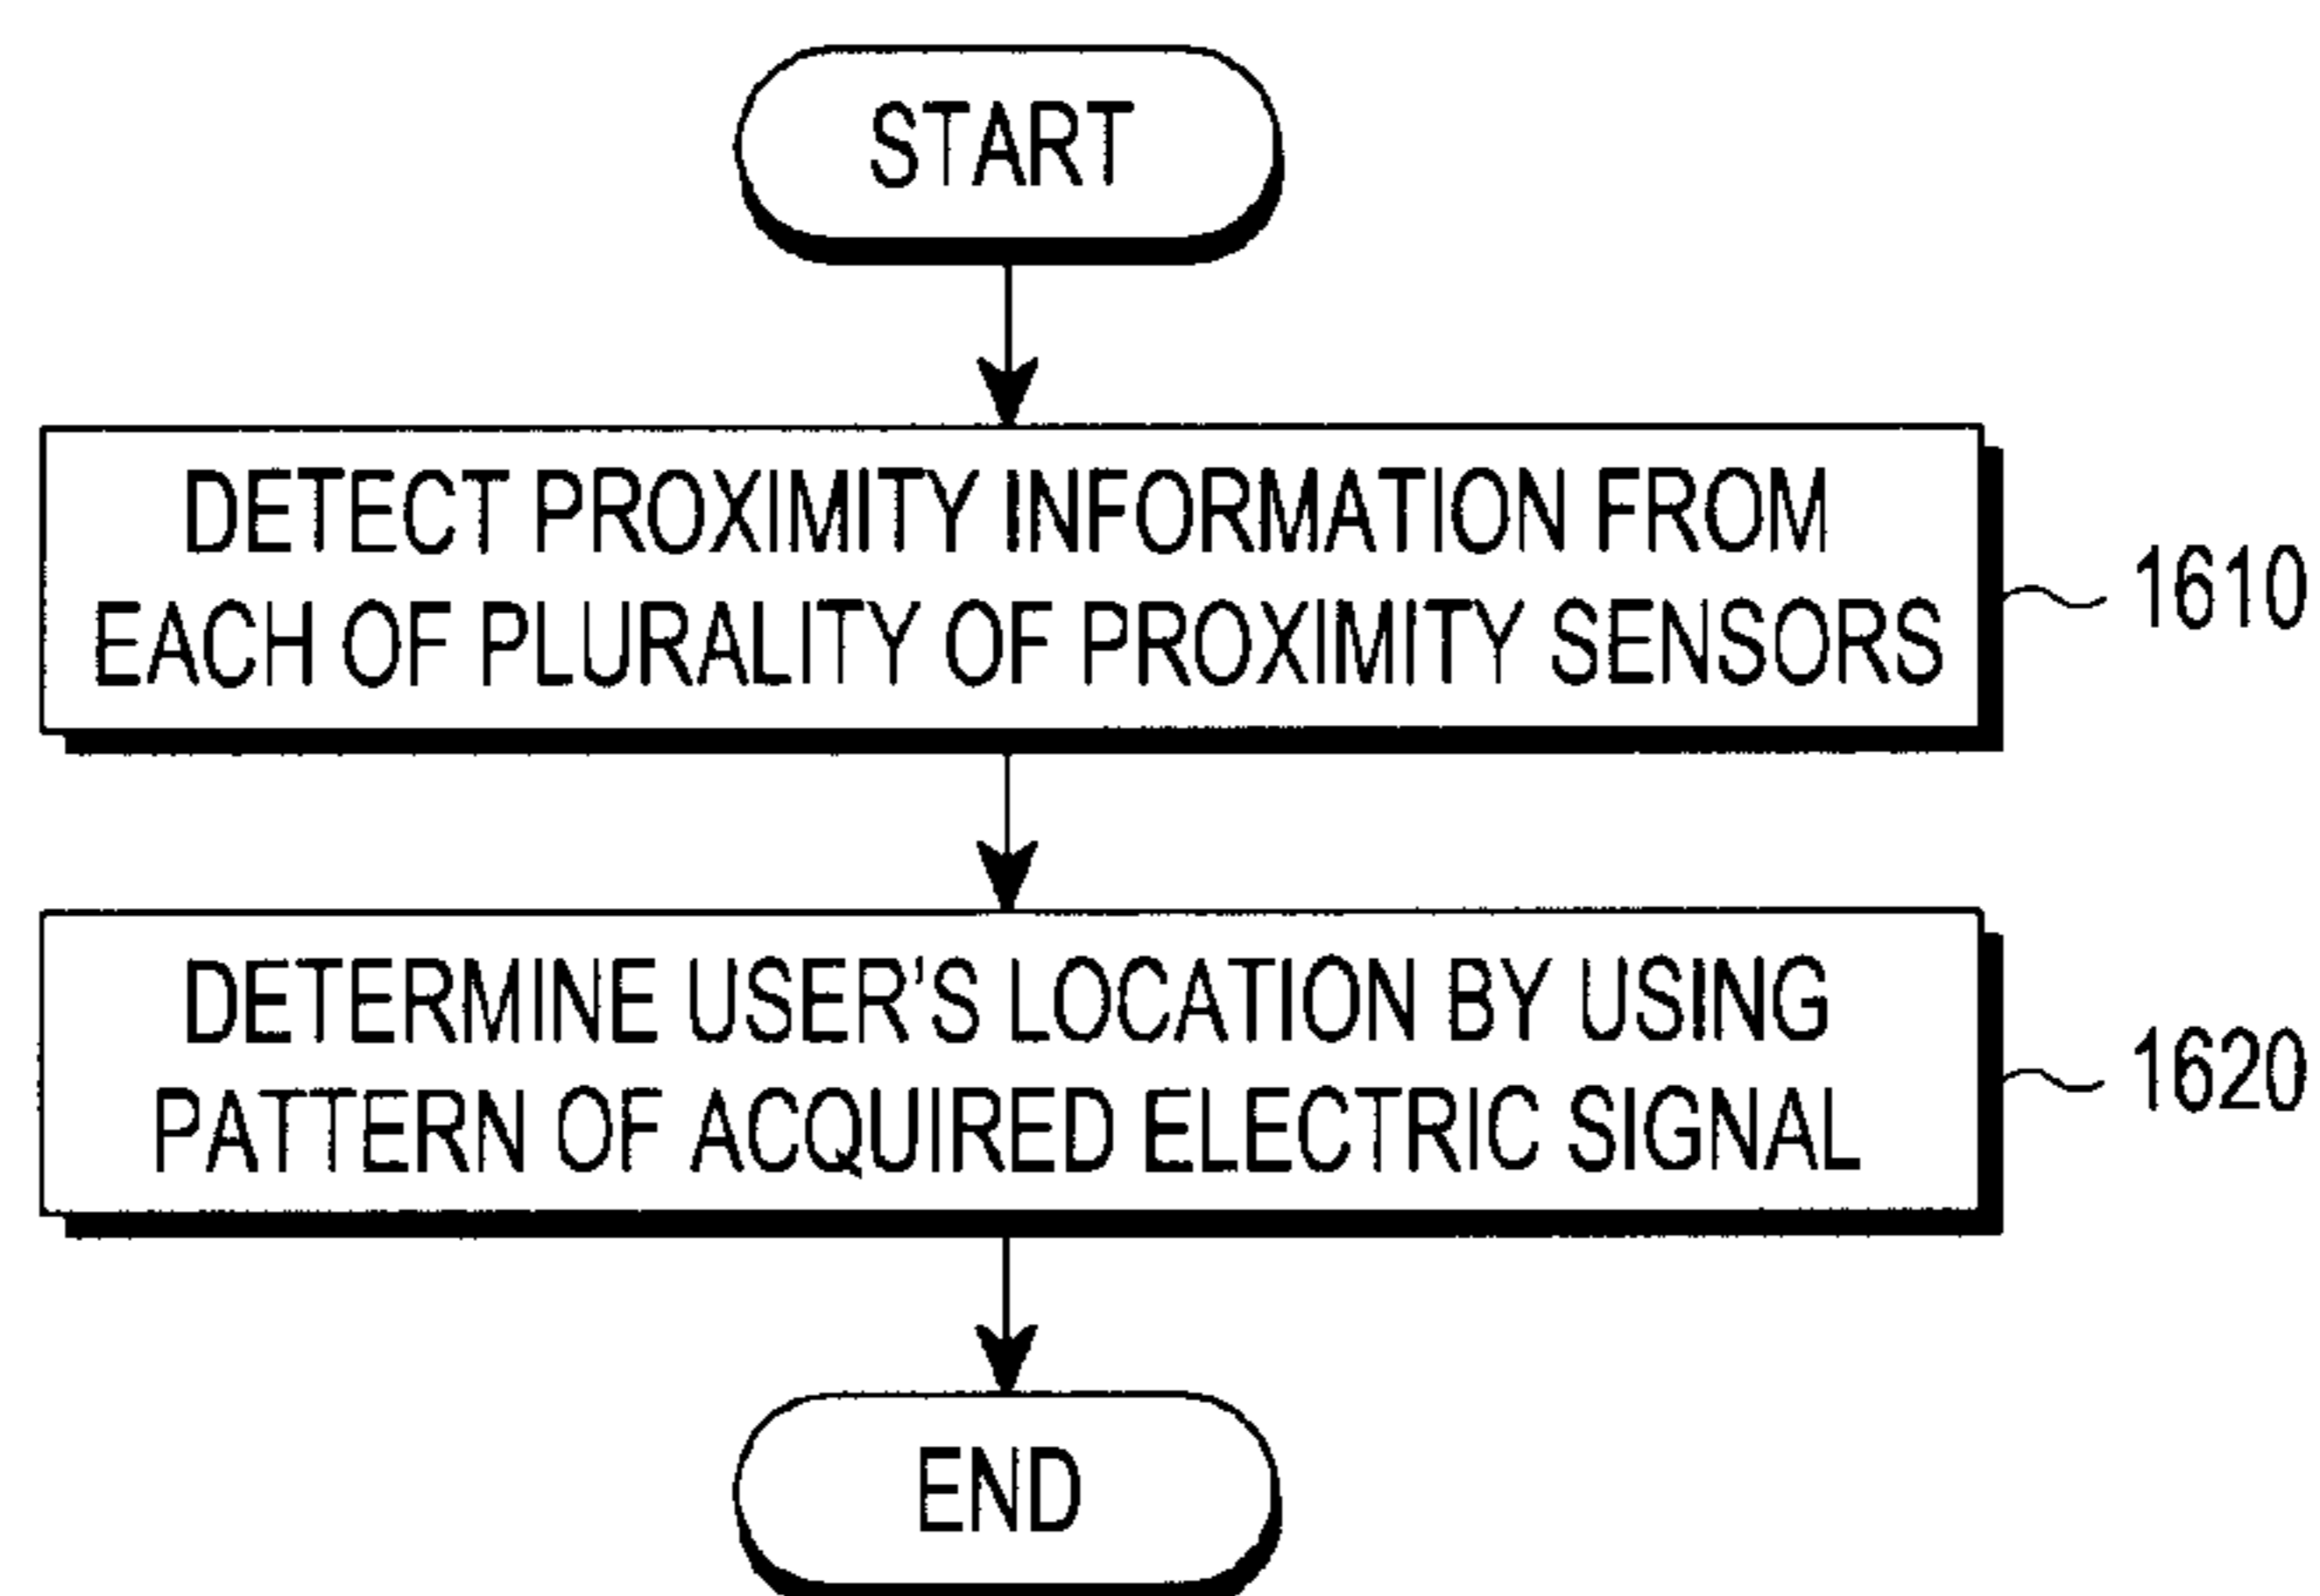 START
DETECT PROXIMITY INFORMATION FROM
EACH OF PLURALITY OF PROXIMITY SENSORS
1610
DETERMINE USER'S LOCATION BY USING
PATTERN OF ACQUIRED ELECTRIC SIGNAL
1620
END